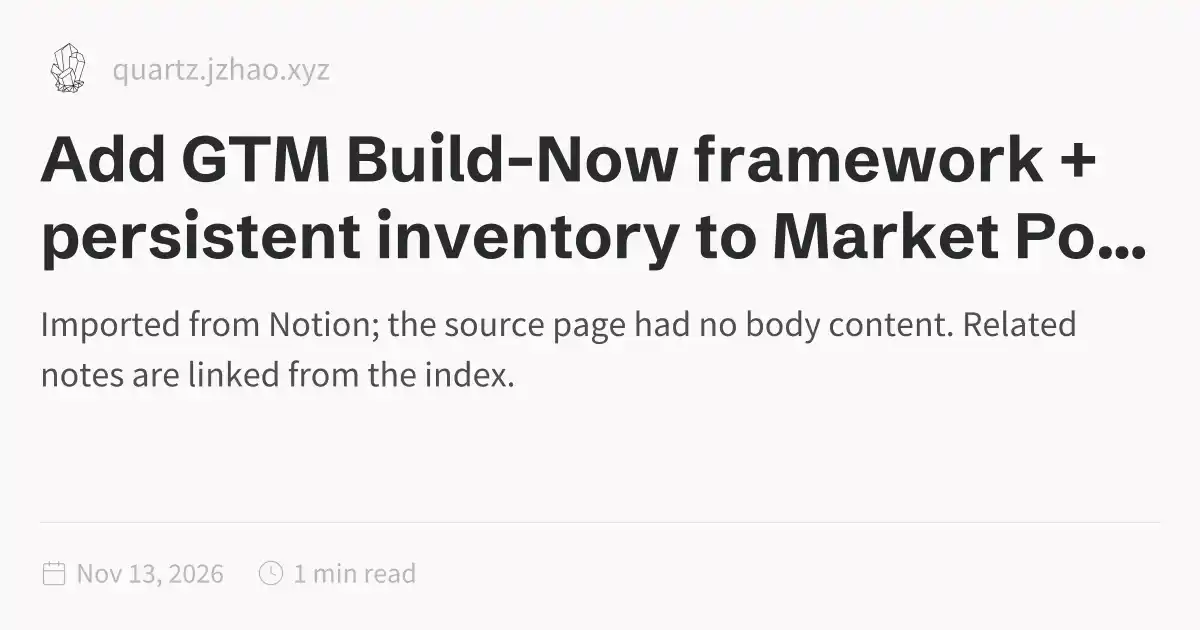 quartz.jzhao.xyz
Add GTM Build-Now framework +
persistent inventory to Market Po...
Imported from Notion; the source page had no body content. Related
notes are linked from the index.
Nov 13, 2026
1 min read